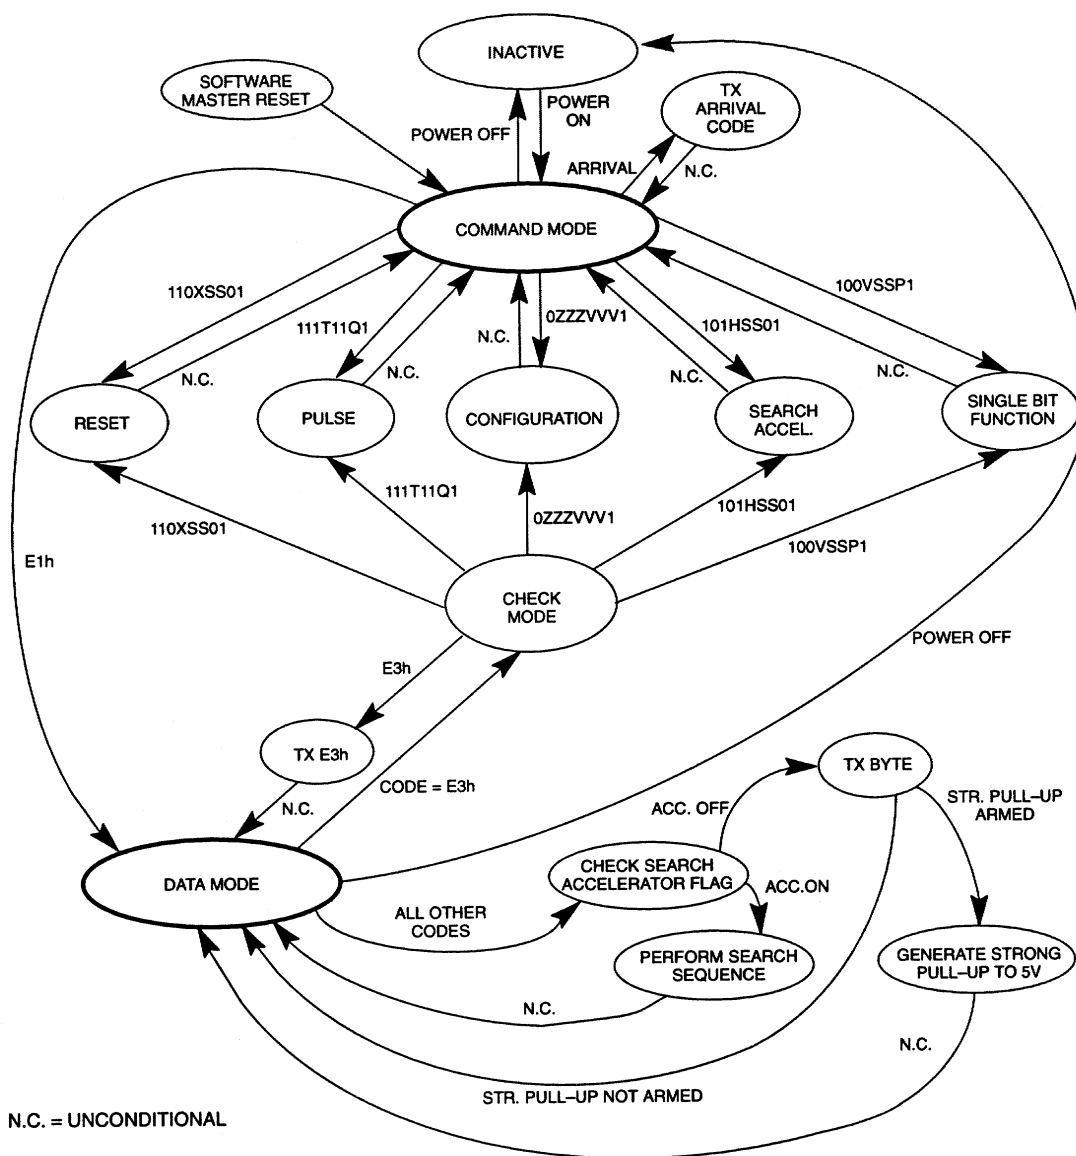 INACTIVE
SOFTWARE
MASTER RESET
TX
ARRIVAL
CODE
POWER
ON
POWER OFF
ARRIVAL
N.C.
COMMAND MODE
110XSS01
111T11Q1
N.C.
0ZZZVVV1
101HSS01
100VSSP1
N.C.
N.C.
N.C.
N.C.
RESET
PULSE
CONFIGURATION
SEARCH
ACCEL.
SINGLE BIT
FUNCTION
110XSS01
111T11Q1
0ZZZVVV1
101HSS01
100VSSP1
E1h
CHECK
MODE
POWER OFF
E3h
TX E3h
CODE = E3h
N.C.
TX BYTE
ACC. OFF
STR. PULL–UP
ARMED
DATA MODE
CHECK SEARCH
ACCELERATOR FLAG
ACC.ON
ALL OTHER
CODES
PERFORM SEARCH
SEQUENCE
GENERATE STRONG
PULL–UP TO 5V
N.C.
N.C.
STR. PULL–UP NOT ARMED
N.C. = UNCONDITIONAL